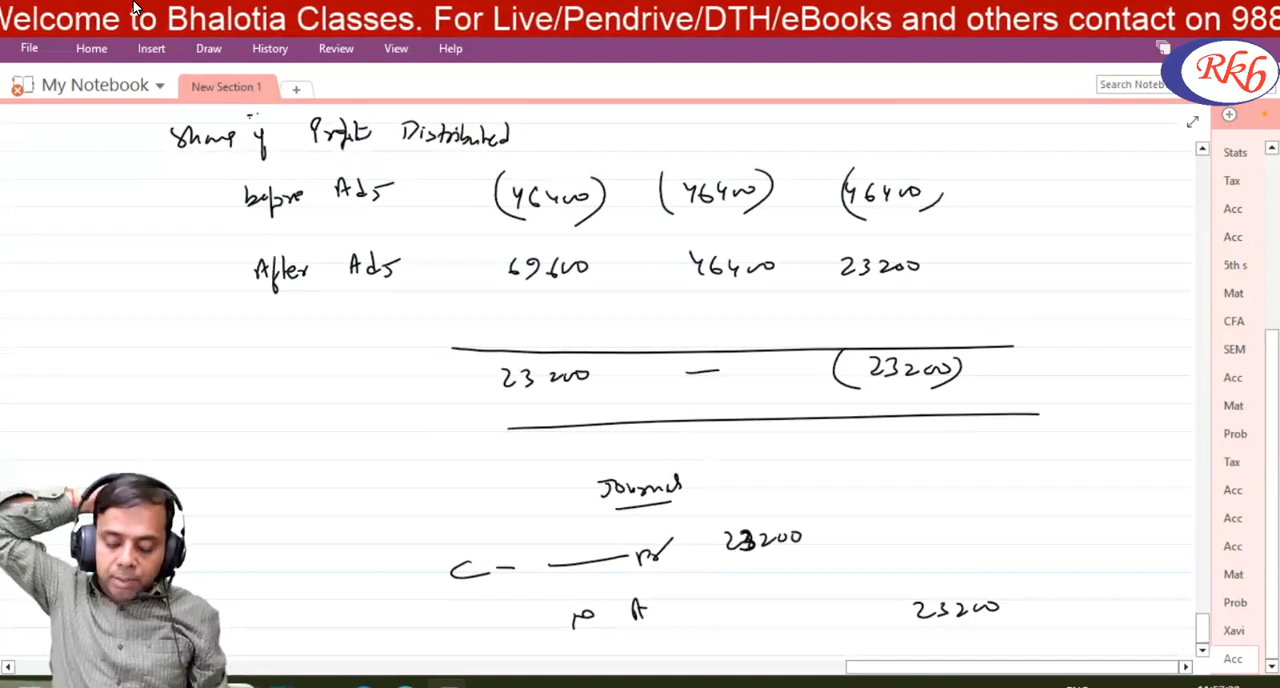 Welcome to Bhalotia Classes. For Live/Pendrive/DTH/eBooks and others contact on 988
File Home Insert Draw History Review View Help
Rkb
My Notebook New Section 1 + Search Noteb
Share of Profit Distributed
before Adj (46400) (46400) (46400)
After Adj 69600 46400 23200
23200 — (23200)
Journal
C — Dr 23200
To A 23200
Stats
Tax
Acc
Acc
5th s
Mat
CFA
SEM
Acc
Mat
Prob
Tax
Acc
Acc
Acc
Mat
Prob
Xavi
Acc